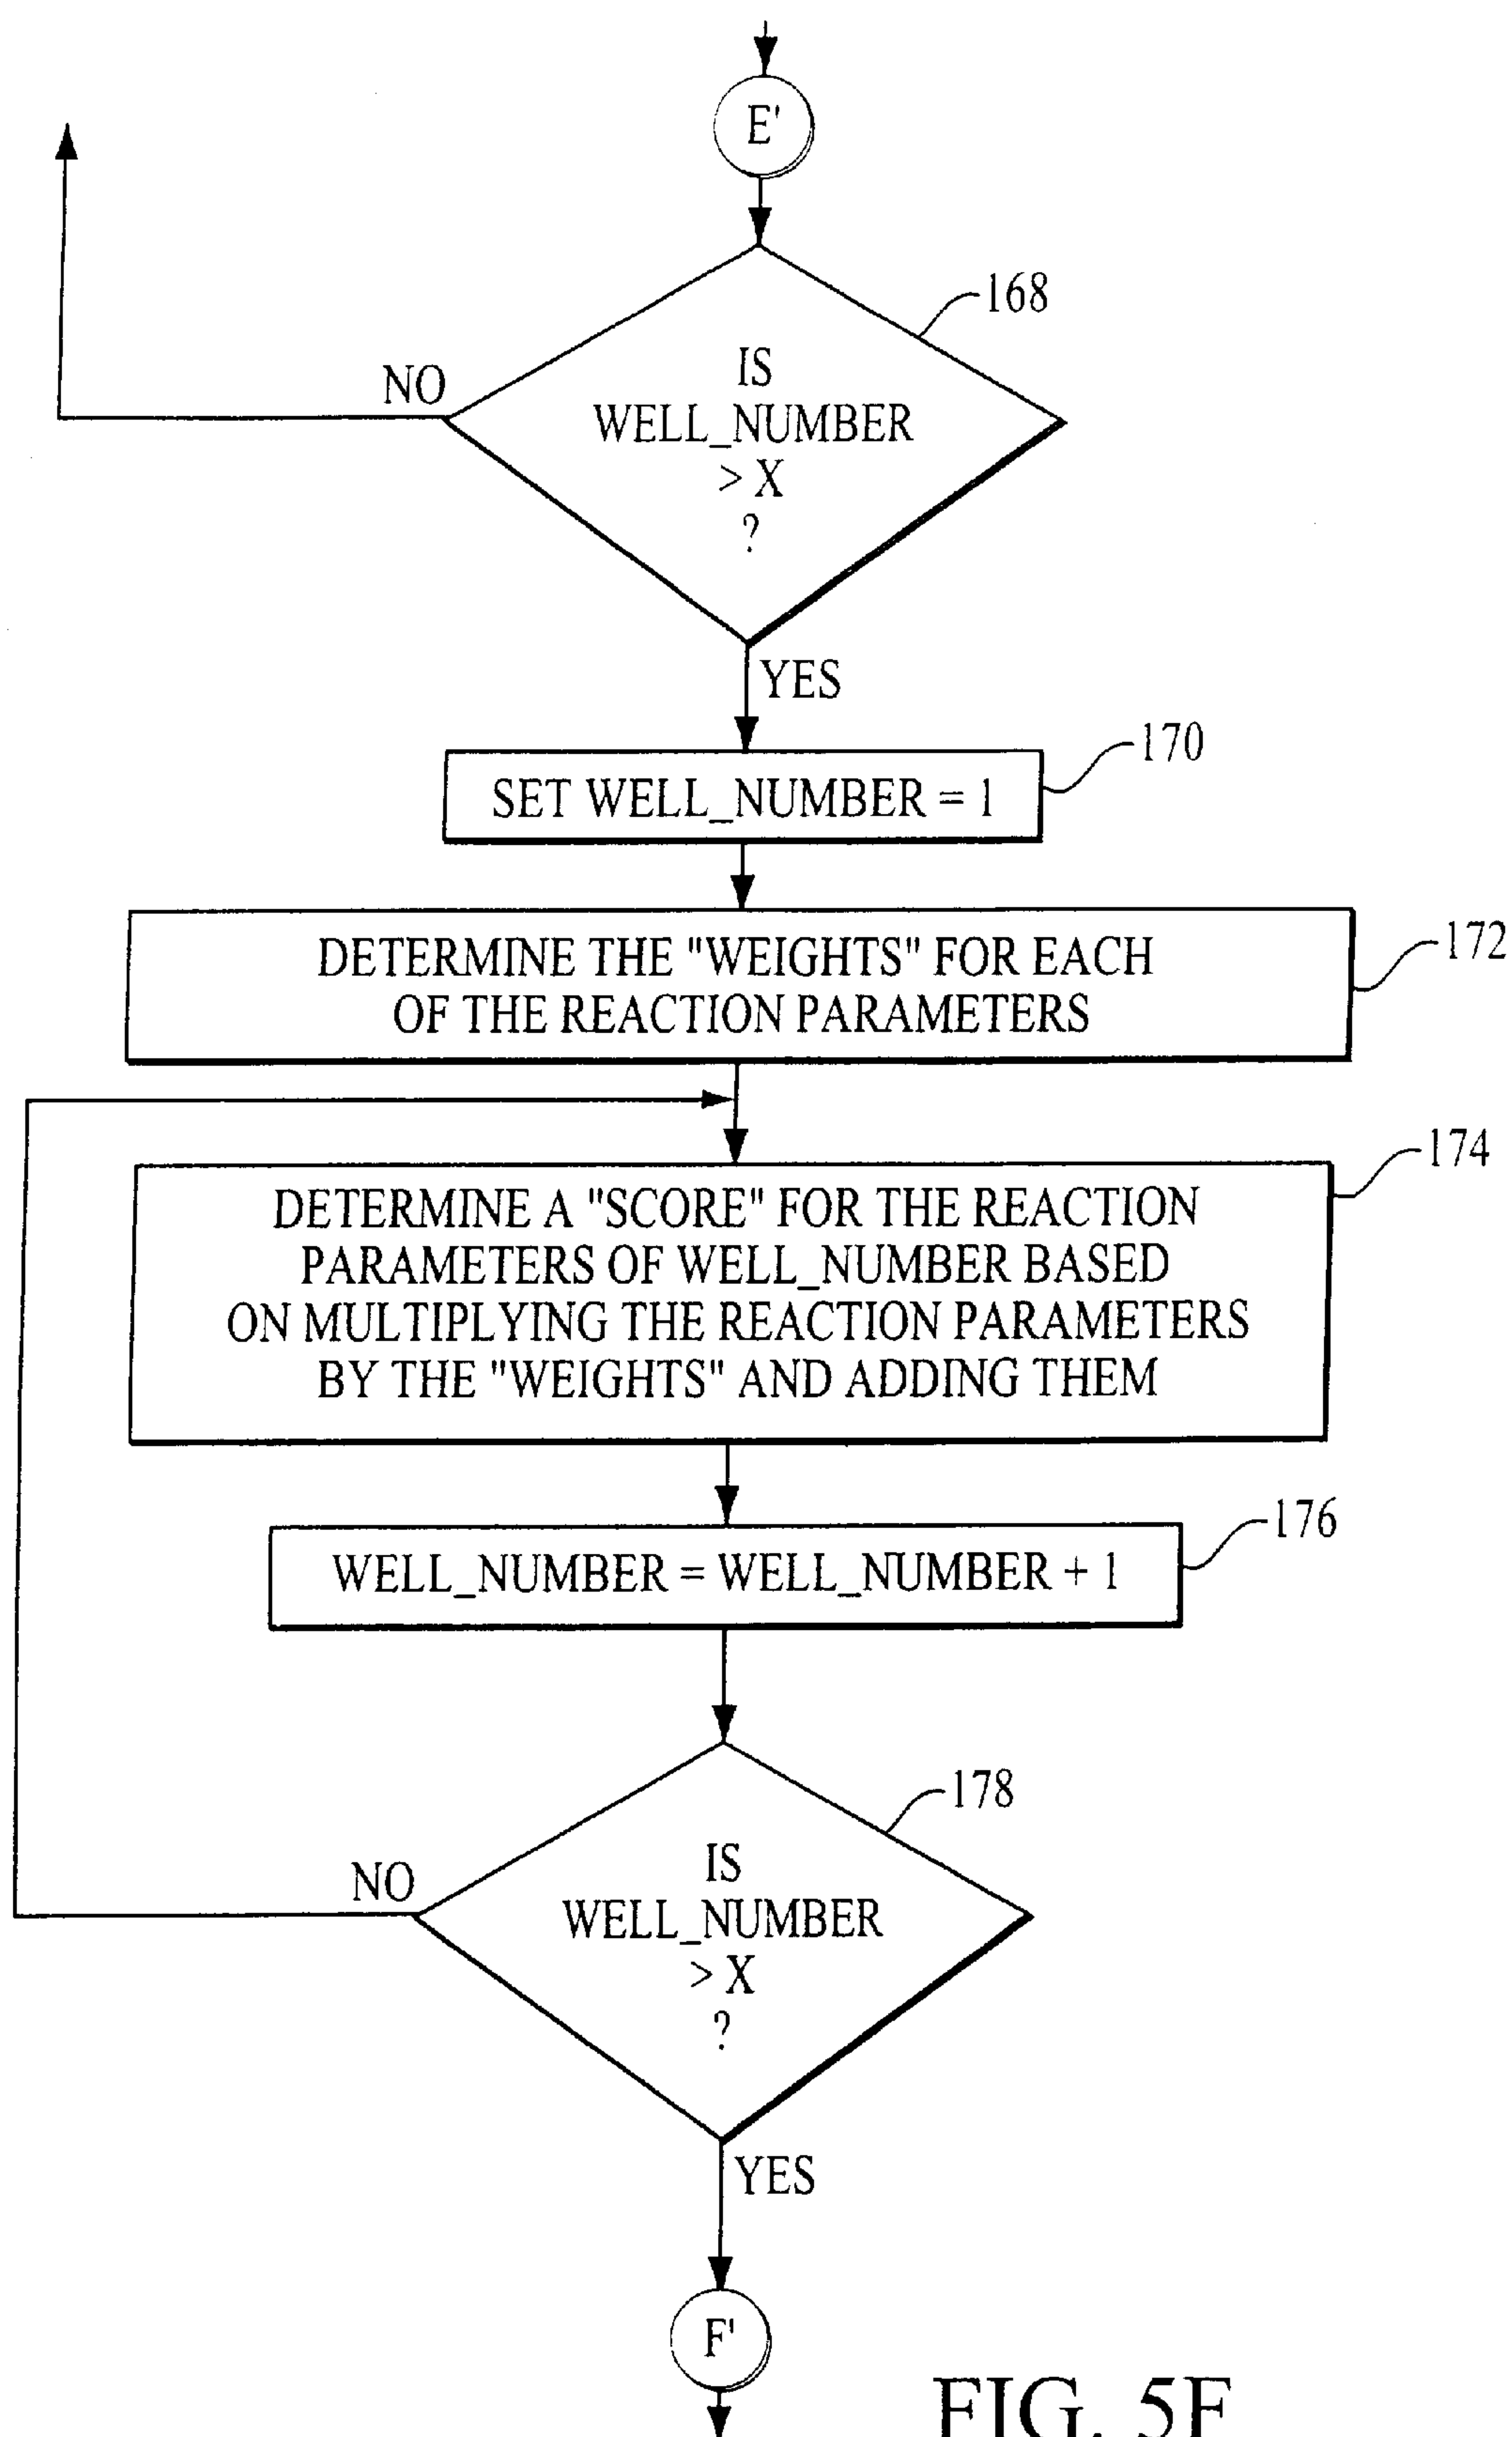 E'
168
NO
IS
WELL_NUMBER
> X
?
YES
170
SET WELL_NUMBER = 1
172
DETERMINE THE "WEIGHTS" FOR EACH
OF THE REACTION PARAMETERS
174
DETERMINE A "SCORE" FOR THE REACTION
PARAMETERS OF WELL_NUMBER BASED
ON MULTIPLYING THE REACTION PARAMETERS
BY THE "WEIGHTS" AND ADDING THEM
176
WELL_NUMBER = WELL_NUMBER + 1
178
NO
IS
WELL_NUMBER
> X
?
YES
F'
FIG. 5F